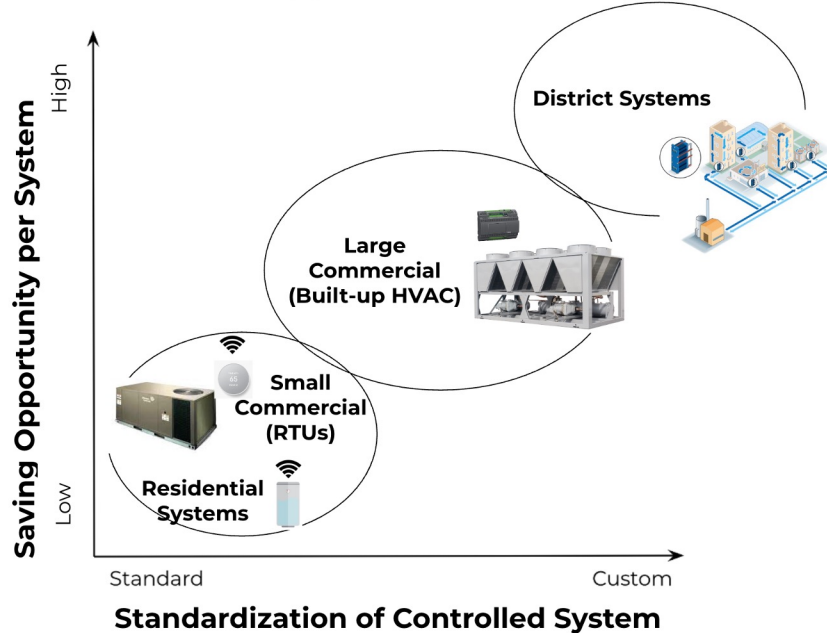 High
Saving Opportunity per System
Low
District Systems
Large
Commercial
(Built-up HVAC)
65
Small
Commercial
(RTUs)
Residential
Systems
Standard
Custom
Standardization of Controlled System